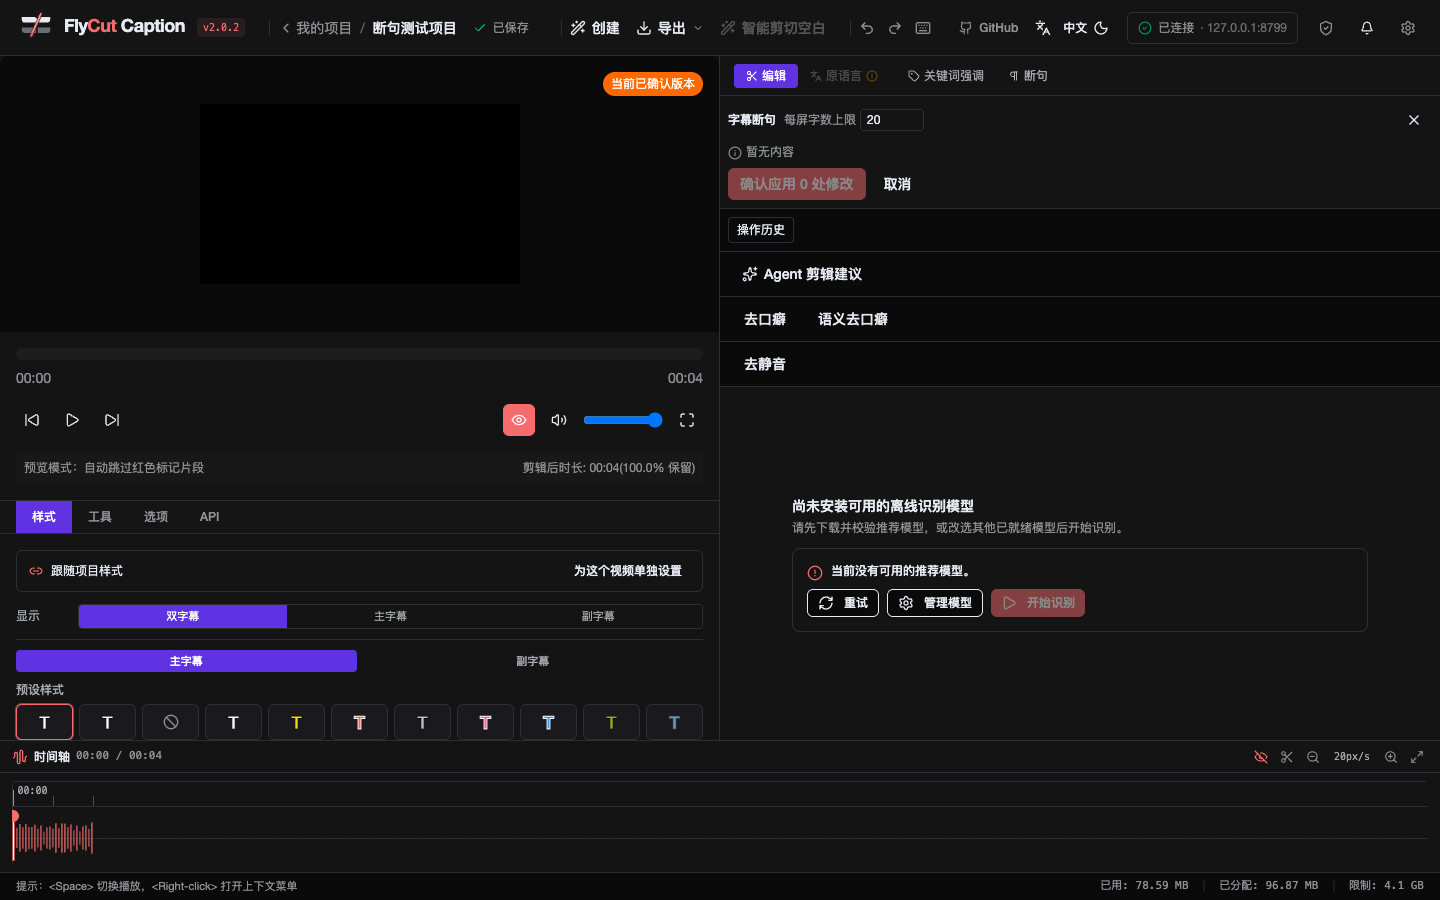 FlyCut Caption v2.0.2 我的项目 / 断句测试项目 已保存 创建 导出 智能剪切空白 GitHub 中文 已连接 · 127.0.0.1:8799
当前已确认版本
00:00 00:04
预览模式：自动跳过红色标记片段 剪辑后时长: 00:04(100.0% 保留)
样式 工具 选项 API
跟随项目样式 为这个视频单独设置
显示 双字幕 主字幕 副字幕
主字幕 副字幕
预设样式
T T T T T T T T T T
编辑 原语言 关键词强调 断句
字幕断句 每屏字数上限 20
暂无内容
确认应用 0 处修改 取消
操作历史
Agent 剪辑建议
去口癖 语义去口癖
去静音
尚未安装可用的离线识别模型
请先下载并校验推荐模型，或改选其他已就绪模型后开始识别。
当前没有可用的推荐模型。
重试 管理模型 开始识别
时间轴 00:00 / 00:04 20px/s
00:00
提示：<Space> 切换播放，<Right-click> 打开上下文菜单 已用: 78.59 MB 已分配: 96.87 MB 限制: 4.1 GB